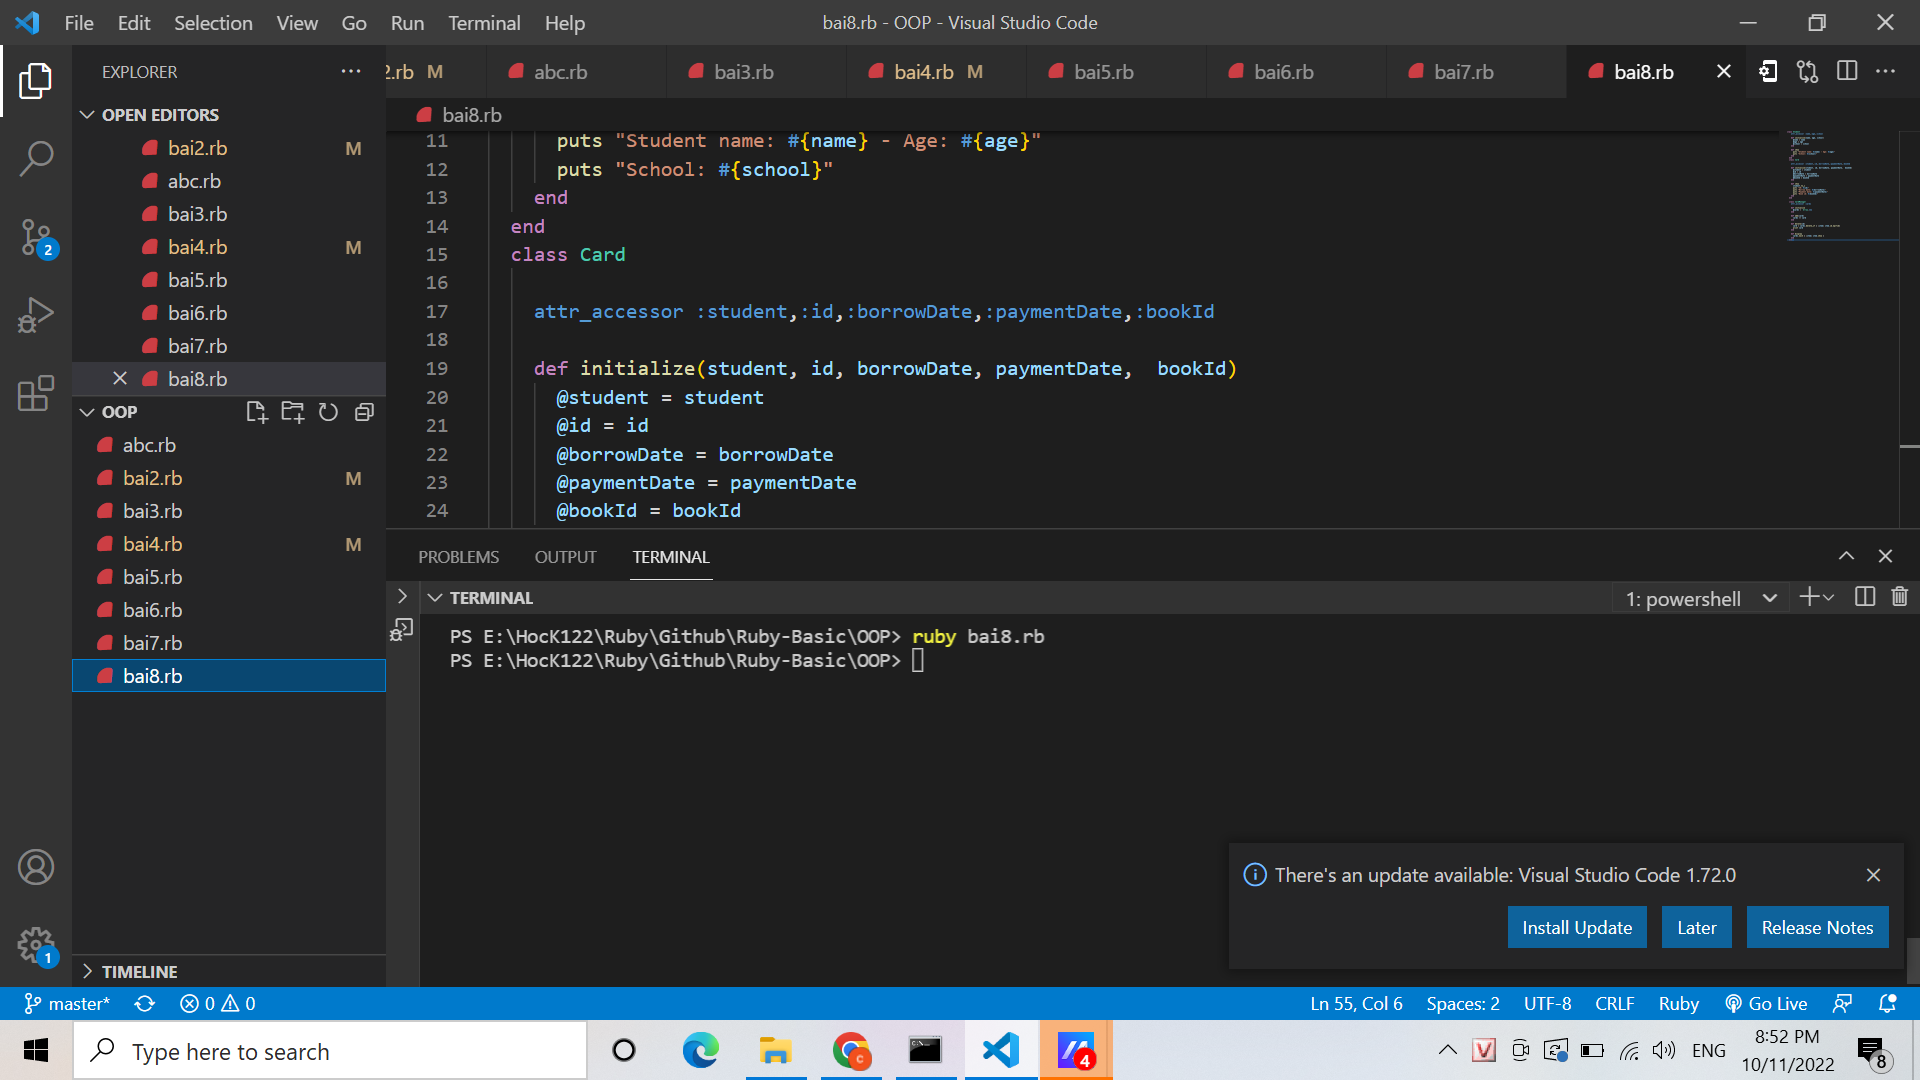 File Edit Selection View Go Run Terminal Help
bai8.rb - OOP - Visual Studio Code
EXPLORER
2.rb M
abc.rb
bai3.rb
bai4.rb M
bai5.rb
bai6.rb
bai7.rb
bai8.rb
OPEN EDITORS
bai2.rb M
abc.rb
bai3.rb
bai4.rb M
bai5.rb
bai6.rb
bai7.rb
bai8.rb
OOP
abc.rb
bai2.rb M
bai3.rb
bai4.rb M
bai5.rb
bai6.rb
bai7.rb
bai8.rb
TIMELINE
2
1
bai8.rb
11 puts "Student name: #{name} - Age: #{age}"
12 puts "School: #{school}"
13 end
14 end
15 class Card
16
17 attr_accessor :student,:id,:borrowDate,:paymentDate,:bookId
18
19 def initialize(student, id, borrowDate, paymentDate,  bookId)
20 @student = student
21 @id = id
22 @borrowDate = borrowDate
23 @paymentDate = paymentDate
24 @bookId = bookId
PROBLEMS OUTPUT TERMINAL
TERMINAL
1: powershell
PS E:\HocK122\Ruby\Github\Ruby-Basic\OOP> ruby bai8.rb
PS E:\HocK122\Ruby\Github\Ruby-Basic\OOP>
There's an update available: Visual Studio Code 1.72.0
Install Update Later Release Notes
master* 0 0
Ln 55, Col 6 Spaces: 2 UTF-8 CRLF Ruby Go Live
Type here to search
4
ENG
8:52 PM
10/11/2022
8